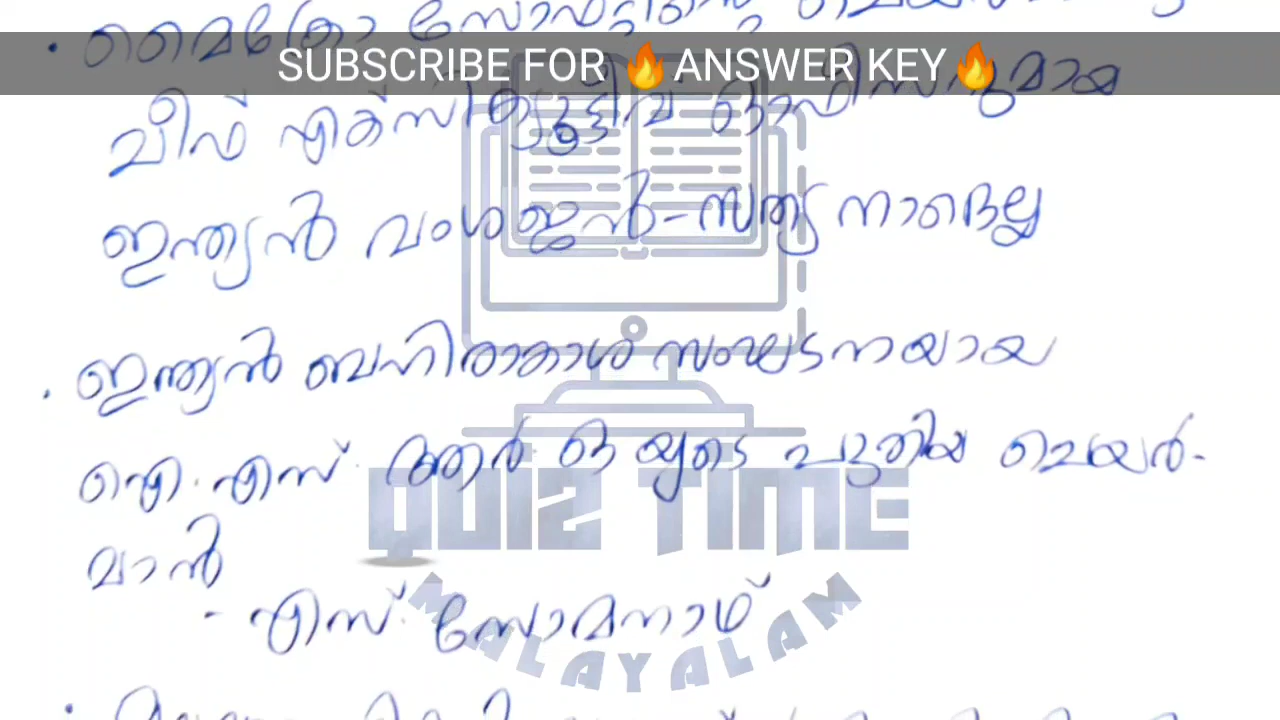 • മൈക്രോ സോഫ്റ്റിന്റെ
SUBSCRIBE FOR 🔥ANSWER KEY🔥
ചീഫ് എക്സിക്യൂട്ടീവ് ഓഫീസറുമായ
ഇന്ത്യൻ വംശജൻ-സത്യ നാദെല്ല
• ഇന്ത്യൻ ബഹിരാകാശ സംഘടനയായ
ഐ.എസ്.ആർ ഒ യുടെ പുതിയ ചെയർ-
മാൻ
- എസ്. സോമനാഥ്
QUIZ TIME
MALAYALAM